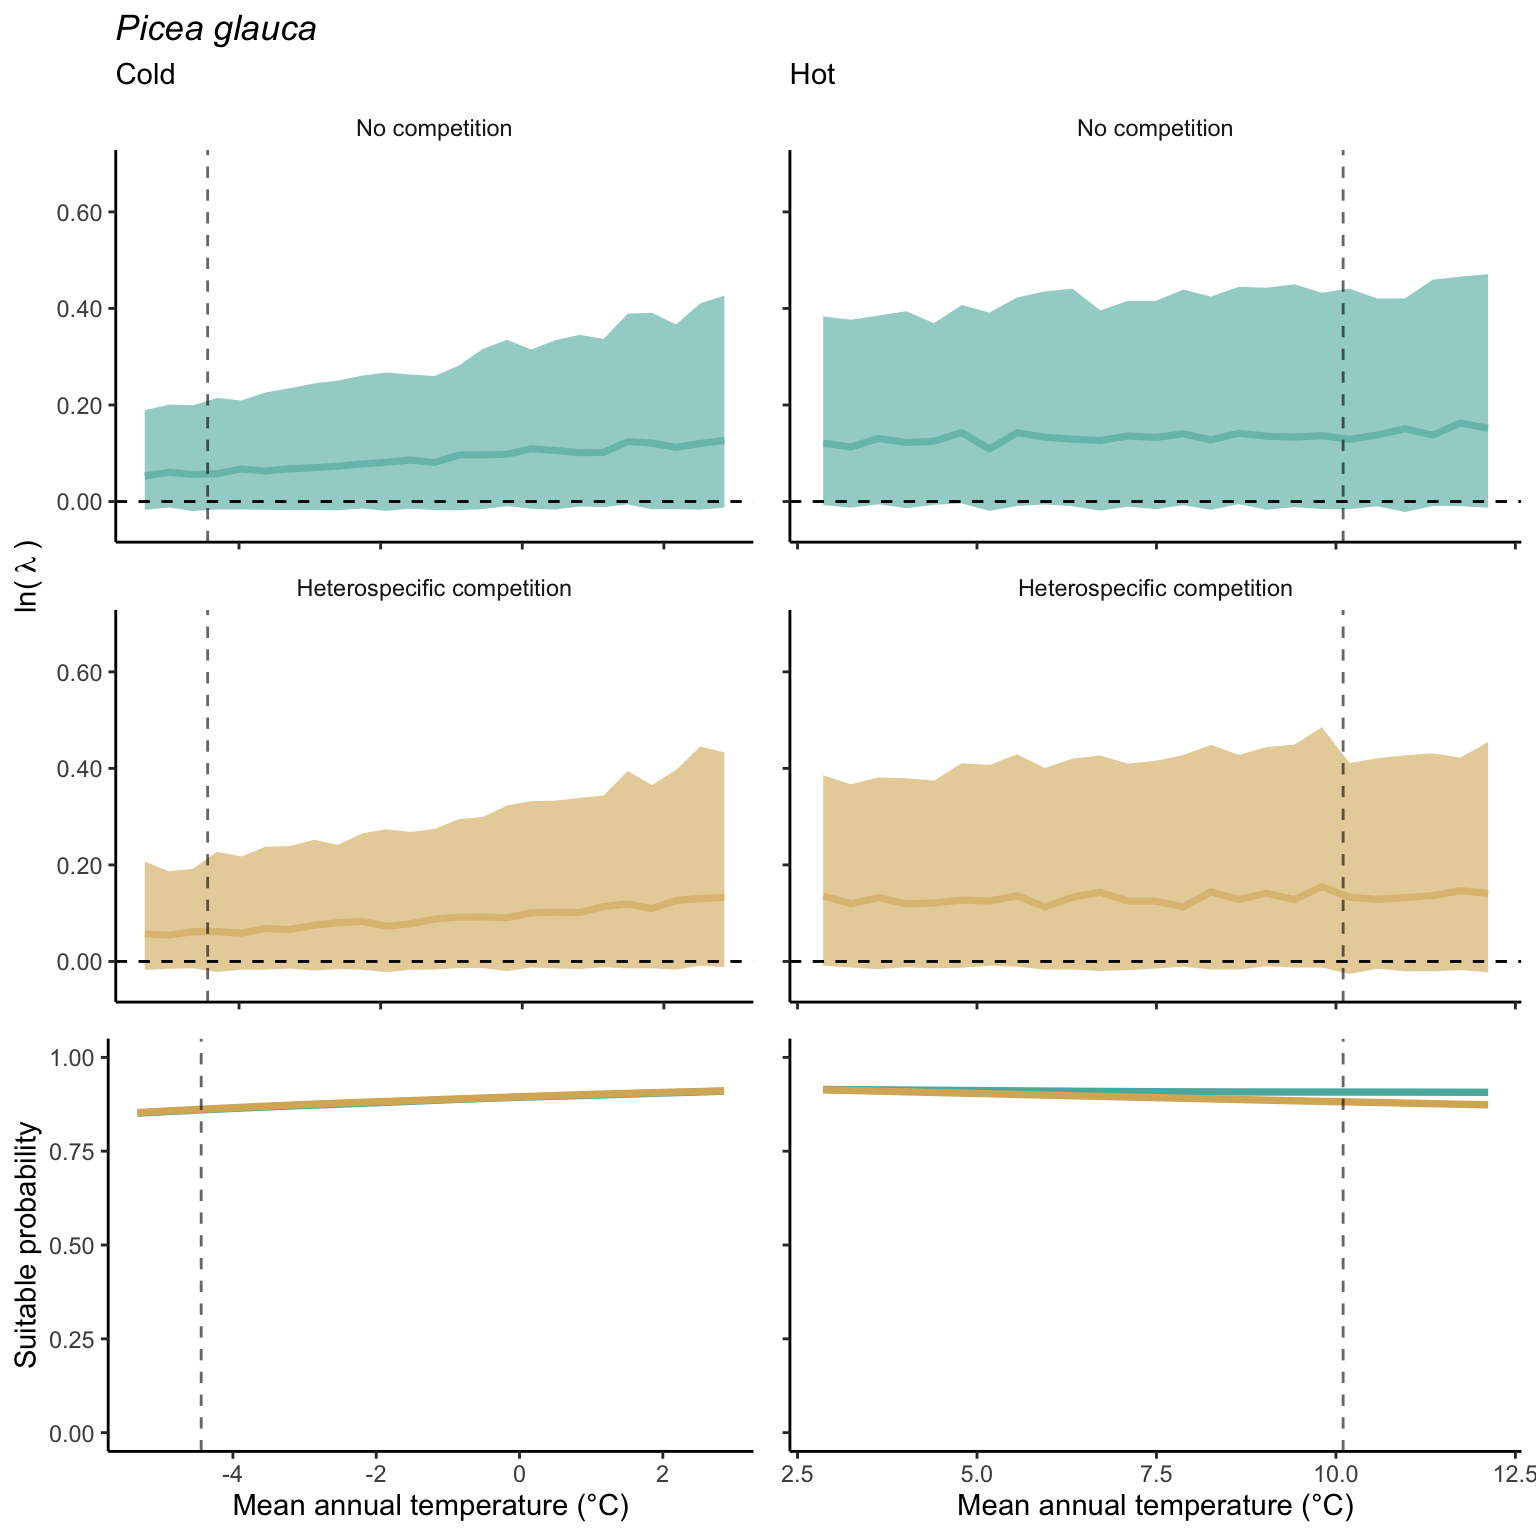 Picea glauca
Cold
Hot
No competition
No competition
0.60
0.40
0.20
0.00
ln( λ )
Heterospecific competition
Heterospecific competition
0.60
0.40
0.20
0.00
1.00
0.75
0.50
0.25
0.00
Suitable probability
-4 -2 0 2
2.5 5.0 7.5 10.0 12.5
Mean annual temperature (°C)
Mean annual temperature (°C)